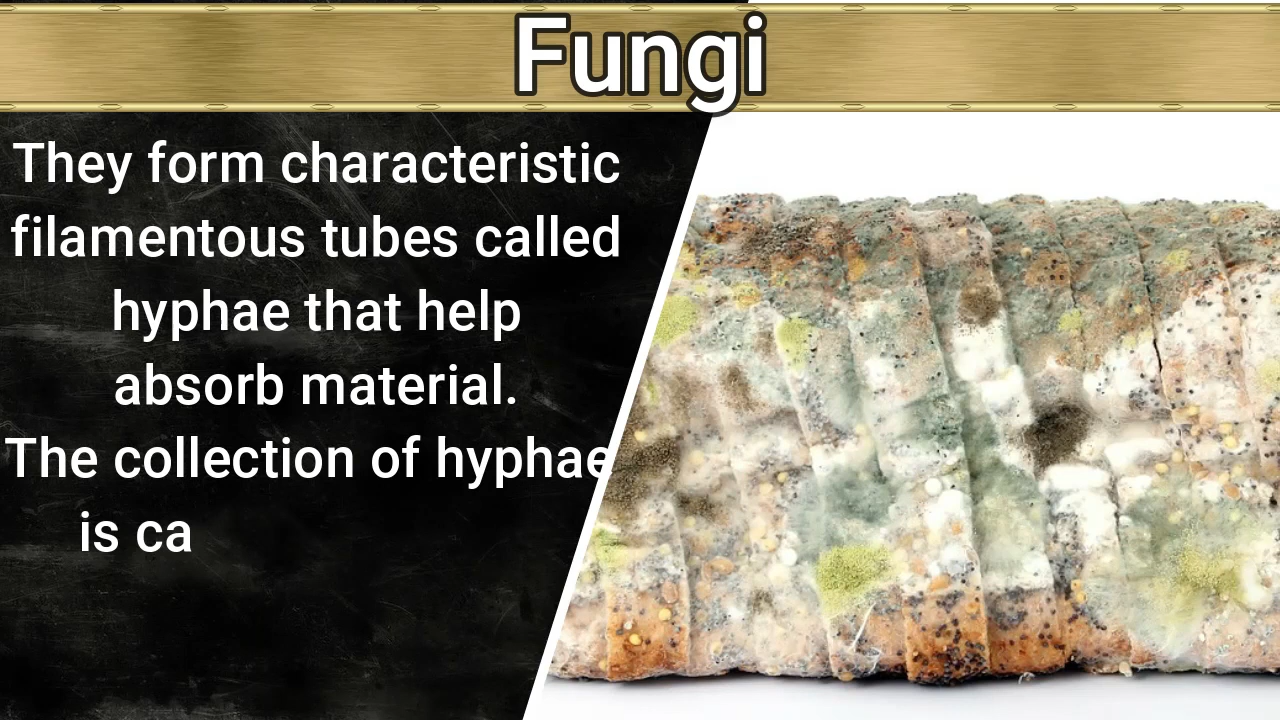 Fungi
They form characteristic
filamentous tubes called
hyphae that help
absorb material.
The collection of hyphae
is ca